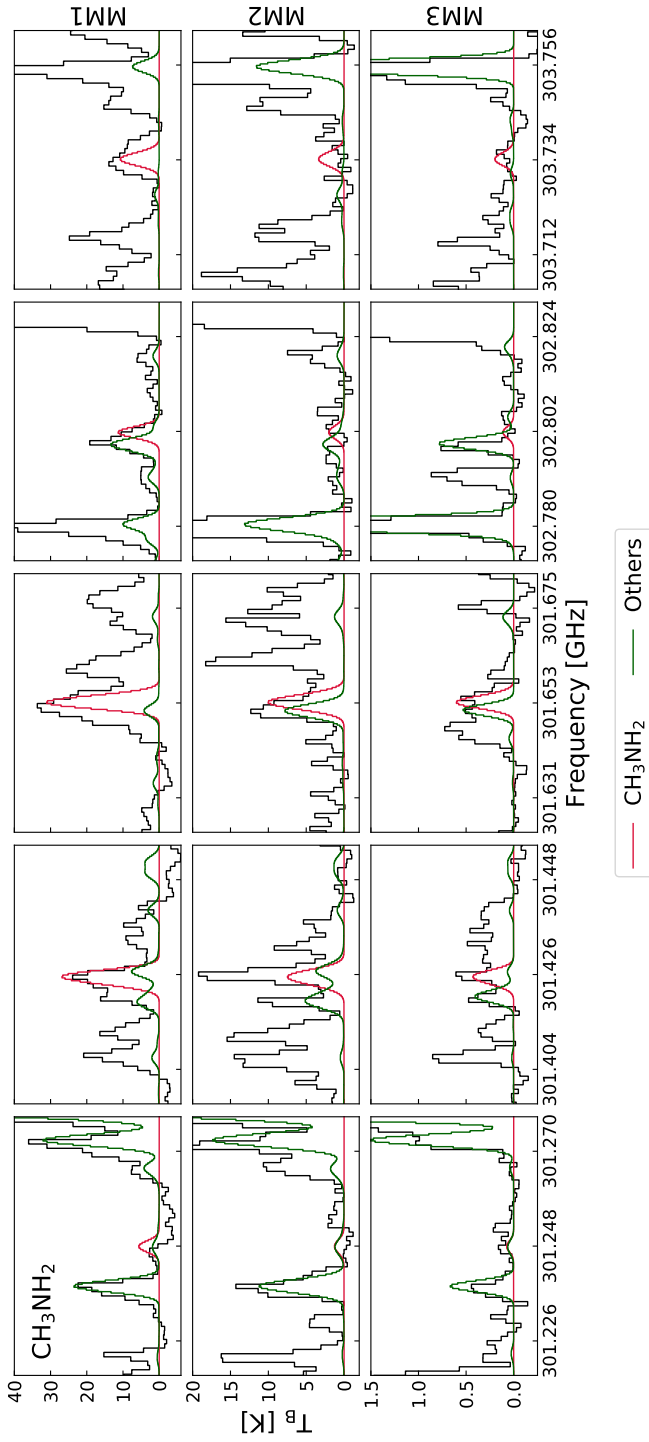 CH₃NH₂
MM1
MM2
MM3
40
30
20
10
0
20
15
10
5
0
1.5
1.0
0.5
0.0
T_B [K]
301.226 301.248 301.270
301.404 301.426 301.448
301.631 301.653 301.675
302.780 302.802 302.824
303.712 303.734 303.756
Frequency [GHz]
CH₃NH₂ Others